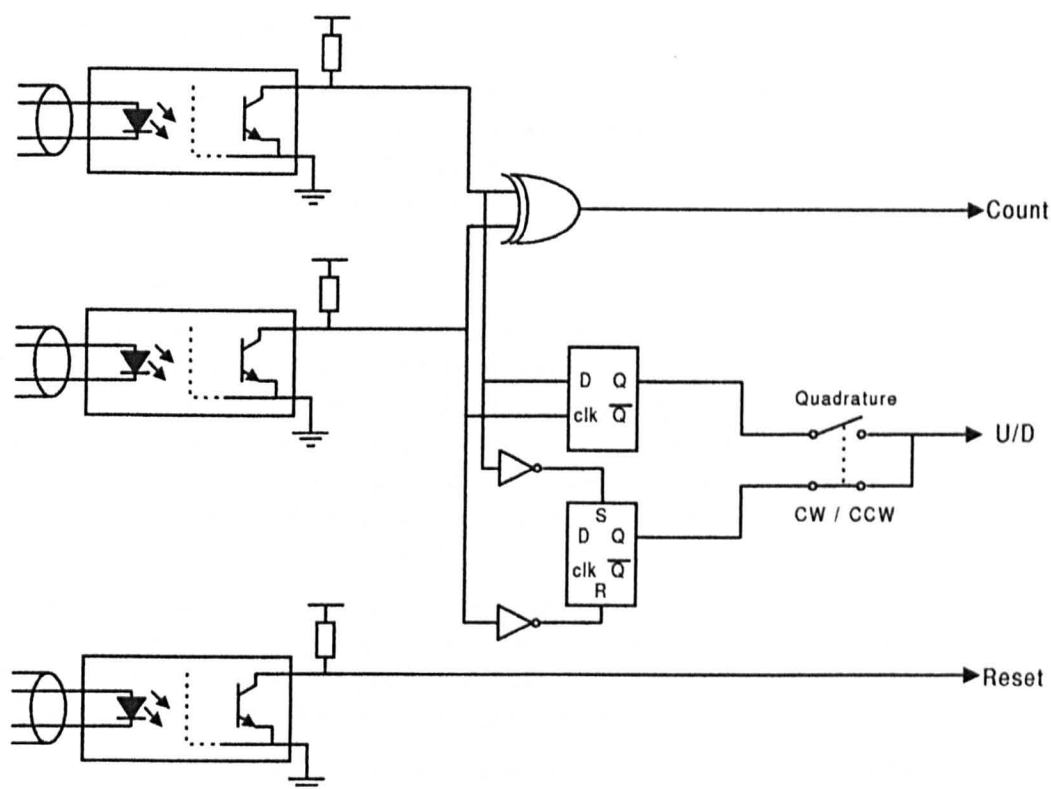 Count
D Q
clk Q̅
Quadrature
U/D
S
D Q
clk Q̅
R
CW / CCW
Reset